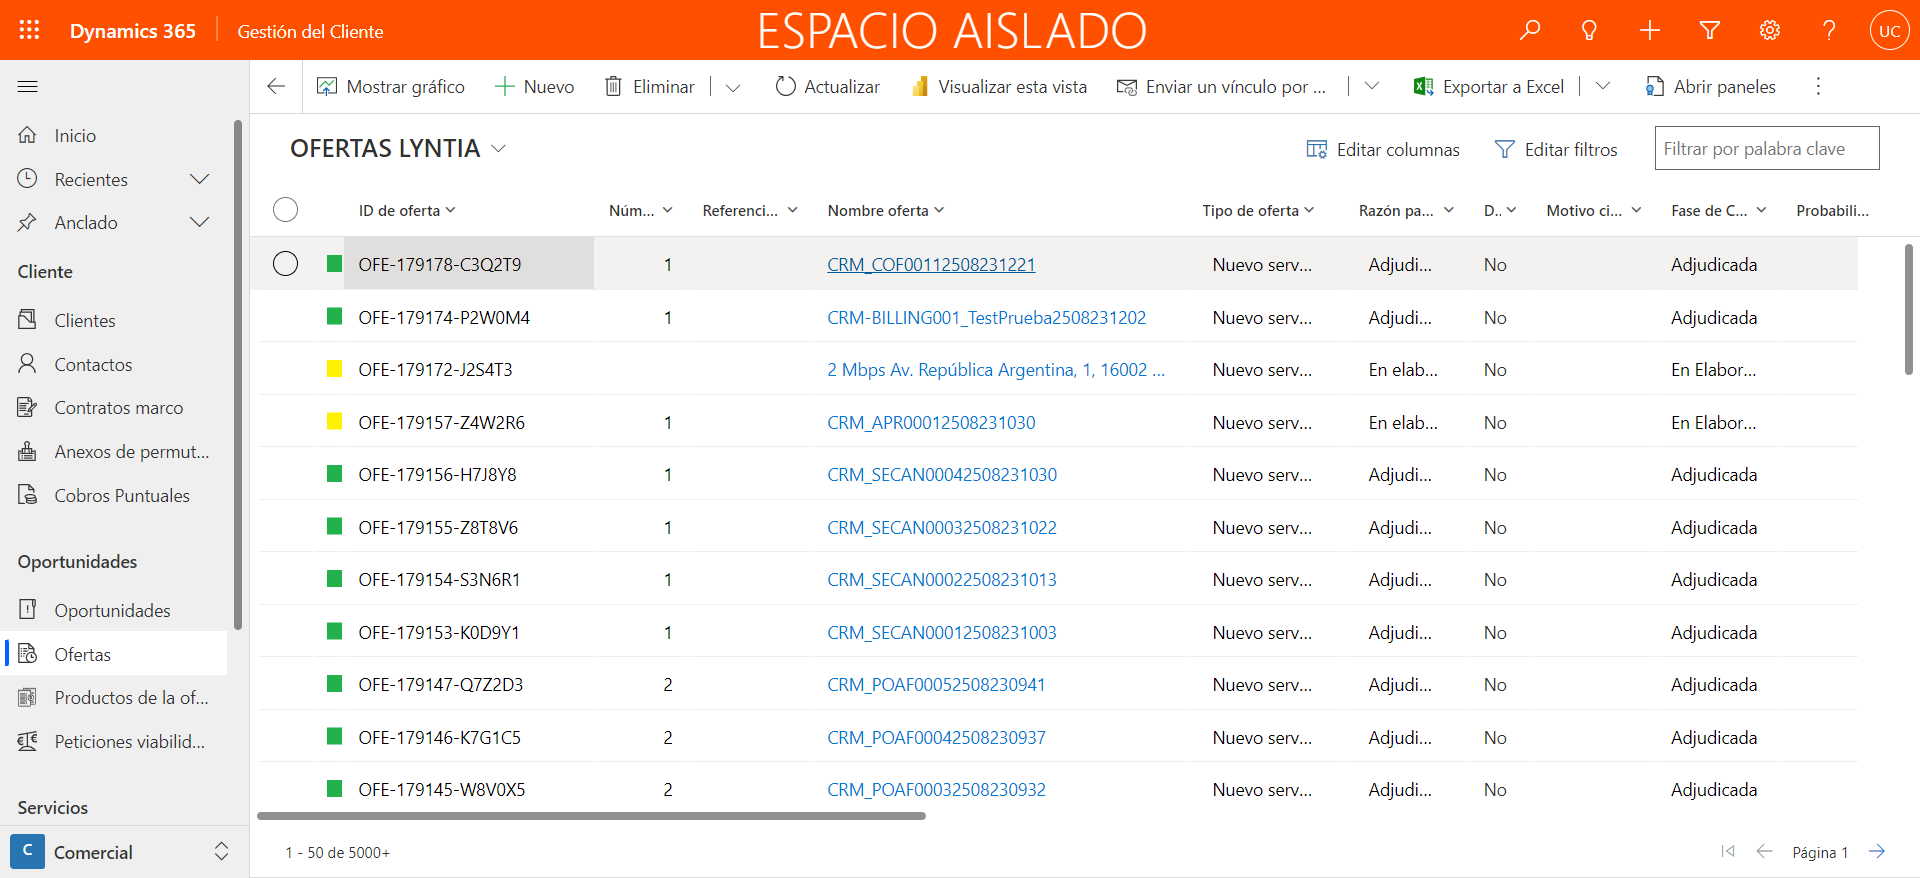 Dynamics 365
Gestión del Cliente
ESPACIO AISLADO
UC
Mostrar gráfico
Nuevo
Eliminar
Actualizar
Visualizar esta vista
Enviar un vínculo por ...
Exportar a Excel
Abrir paneles
Inicio
Recientes
Anclado
Cliente
Clientes
Contactos
Contratos marco
Anexos de permut...
Cobros Puntuales
Oportunidades
Oportunidades
Ofertas
Productos de la of...
Peticiones viabilid...
Servicios
C Comercial
OFERTAS LYNTIA
Editar columnas
Editar filtros
Filtrar por palabra clave
ID de oferta Núm... Referenci... Nombre oferta Tipo de oferta Razón pa... D.. Motivo ci... Fase de C... Probabili...
OFE-179178-C3Q2T9 1 CRM_COF00112508231221 Nuevo serv... Adjudi... No Adjudicada
OFE-179174-P2W0M4 1 CRM-BILLING001_TestPrueba2508231202 Nuevo serv... Adjudi... No Adjudicada
OFE-179172-J2S4T3 2 Mbps Av. República Argentina, 1, 16002 ... Nuevo serv... En elab... No En Elabor...
OFE-179157-Z4W2R6 1 CRM_APR00012508231030 Nuevo serv... En elab... No En Elabor...
OFE-179156-H7J8Y8 1 CRM_SECAN00042508231030 Nuevo serv... Adjudi... No Adjudicada
OFE-179155-Z8T8V6 1 CRM_SECAN00032508231022 Nuevo serv... Adjudi... No Adjudicada
OFE-179154-S3N6R1 1 CRM_SECAN00022508231013 Nuevo serv... Adjudi... No Adjudicada
OFE-179153-K0D9Y1 1 CRM_SECAN00012508231003 Nuevo serv... Adjudi... No Adjudicada
OFE-179147-Q7Z2D3 2 CRM_POAF00052508230941 Nuevo serv... Adjudi... No Adjudicada
OFE-179146-K7G1C5 2 CRM_POAF00042508230937 Nuevo serv... Adjudi... No Adjudicada
OFE-179145-W8V0X5 2 CRM_POAF00032508230932 Nuevo serv... Adjudi... No Adjudicada
1 - 50 de 5000+
Página 1